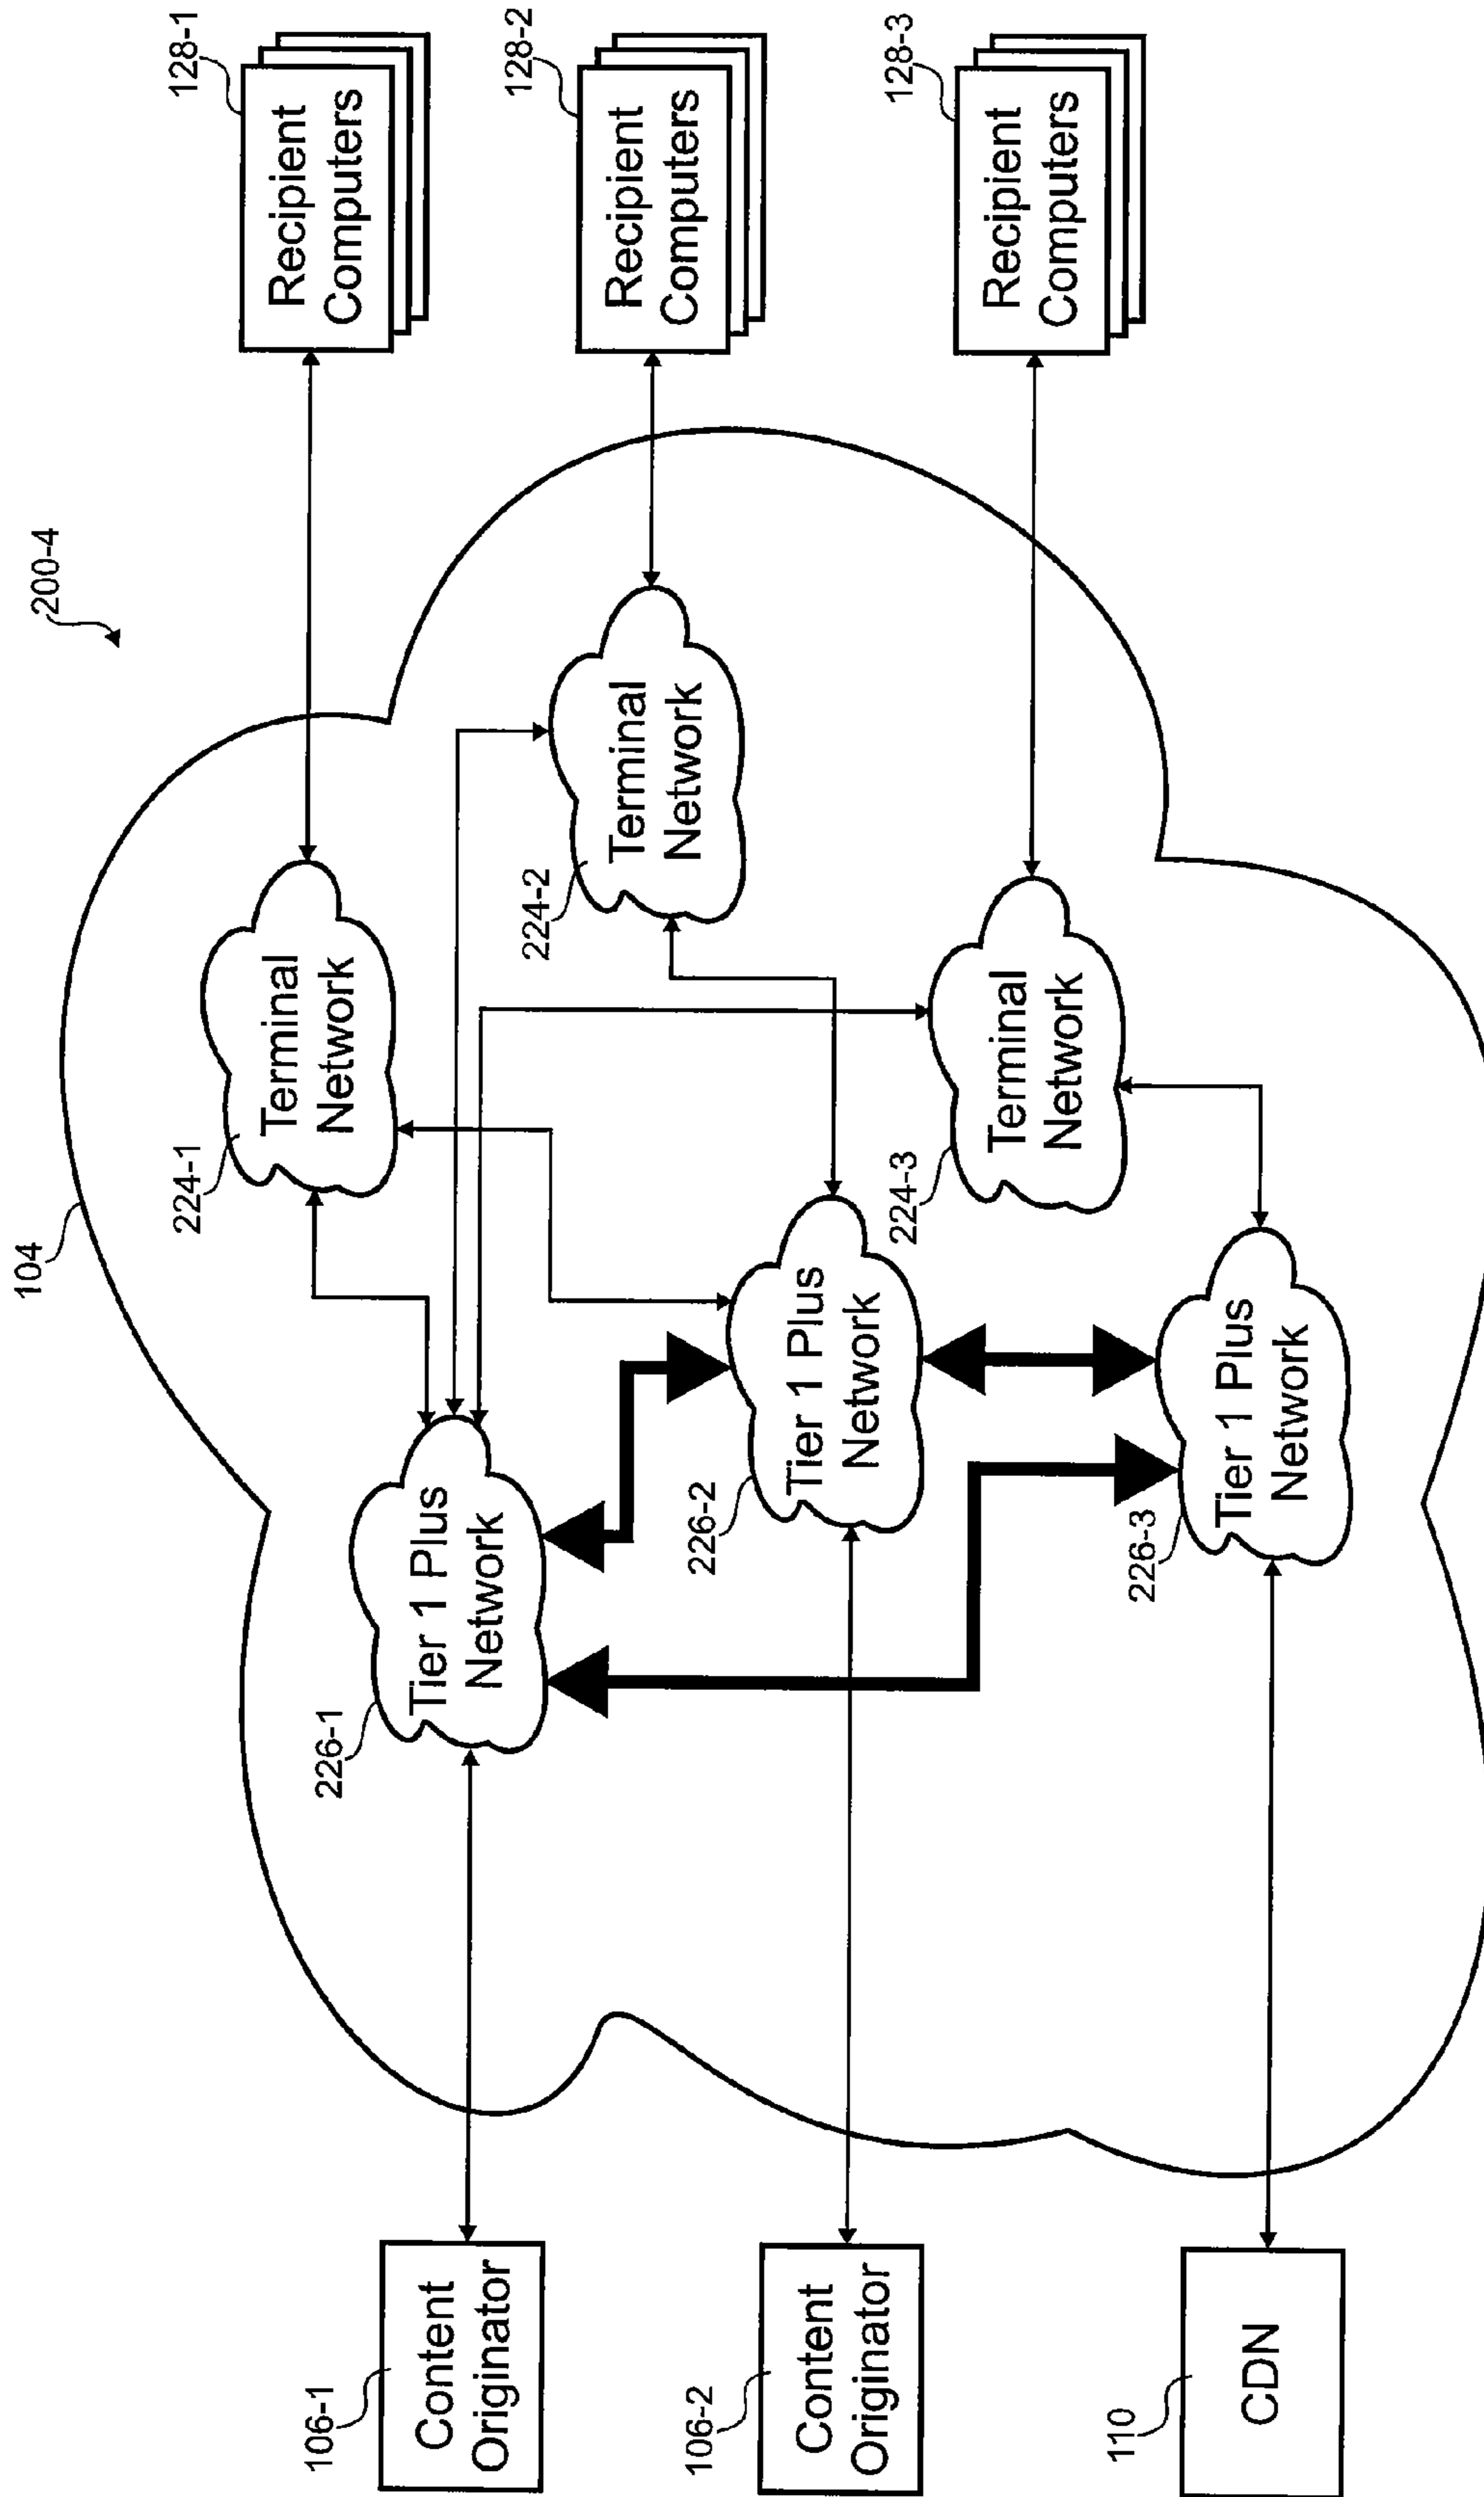 200-4
104
128-1
Recipient
Computers
224-1
Terminal
Network
226-1
Tier 1 Plus
Network
106-1
Content
Originator
128-2
Recipient
Computers
224-2
Terminal
Network
226-2
Tier 1 Plus
Network
106-2
Content
Originator
128-3
Recipient
Computers
224-3
Terminal
Network
226-3
Tier 1 Plus
Network
110
CDN